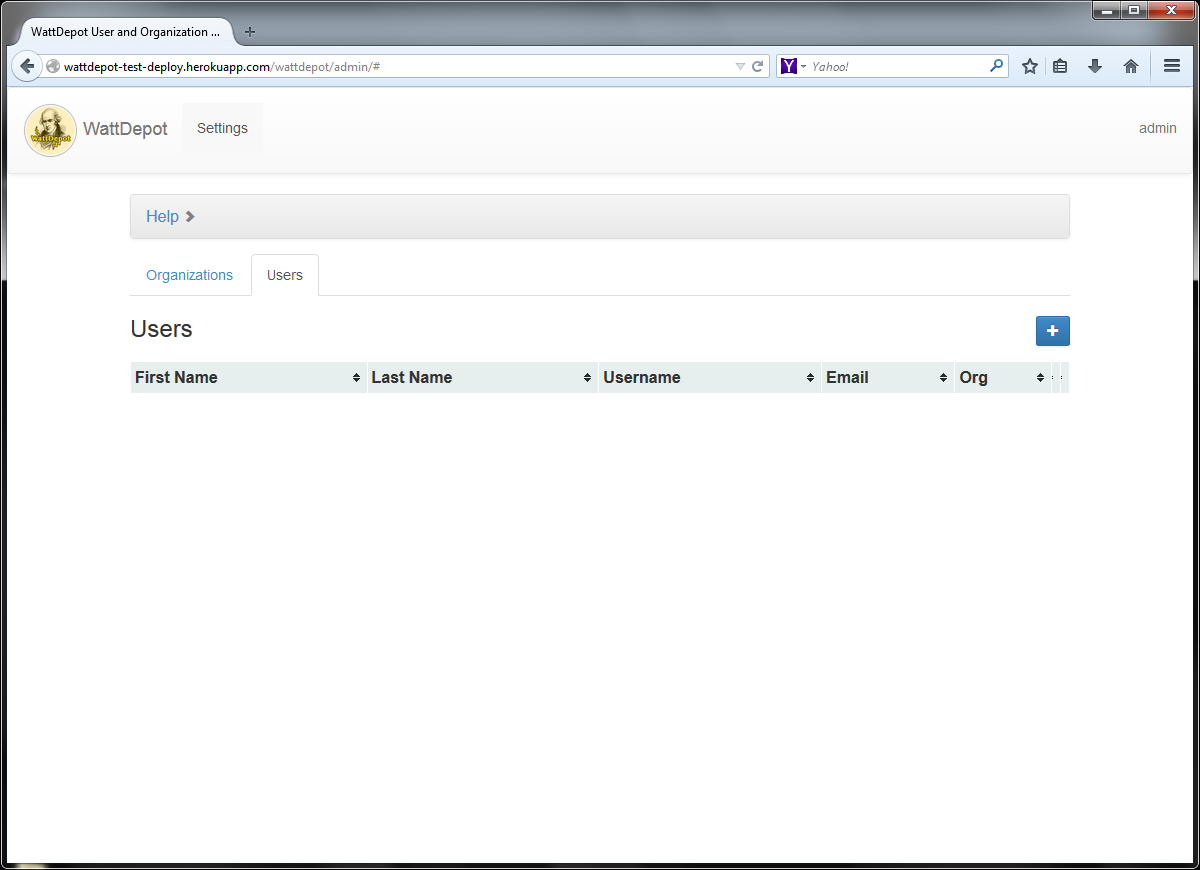 WattDepot User and Organization ...
wattdepot-test-deploy.herokuapp.com/wattdepot/admin/#
Y Yahoo!
WattDepot
WattDepot Settings admin
Help
Organizations Users
Users
+
First Name Last Name Username Email Org